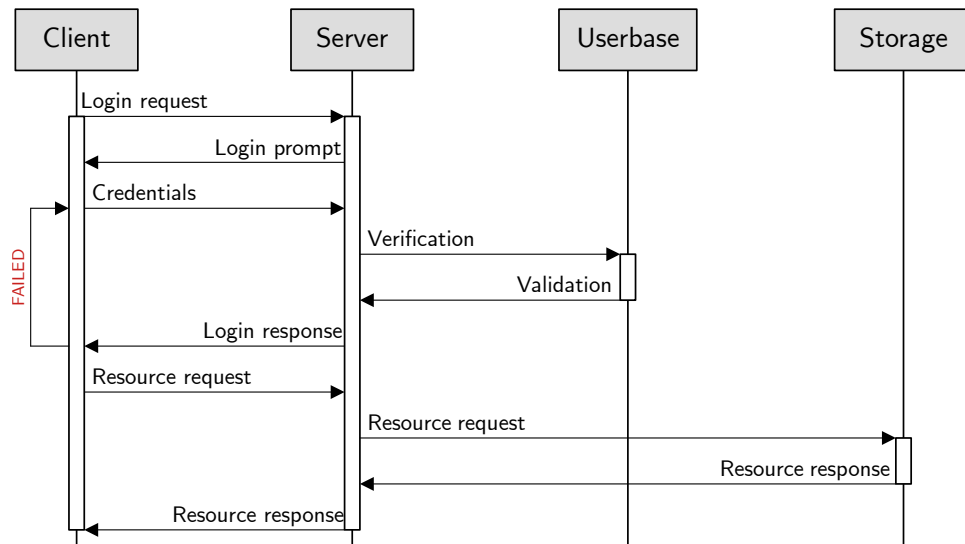 Client
Server
Userbase
Storage
Login request
Login prompt
Credentials
Verification
FAILED
Validation
Login response
Resource request
Resource request
Resource response
Resource response